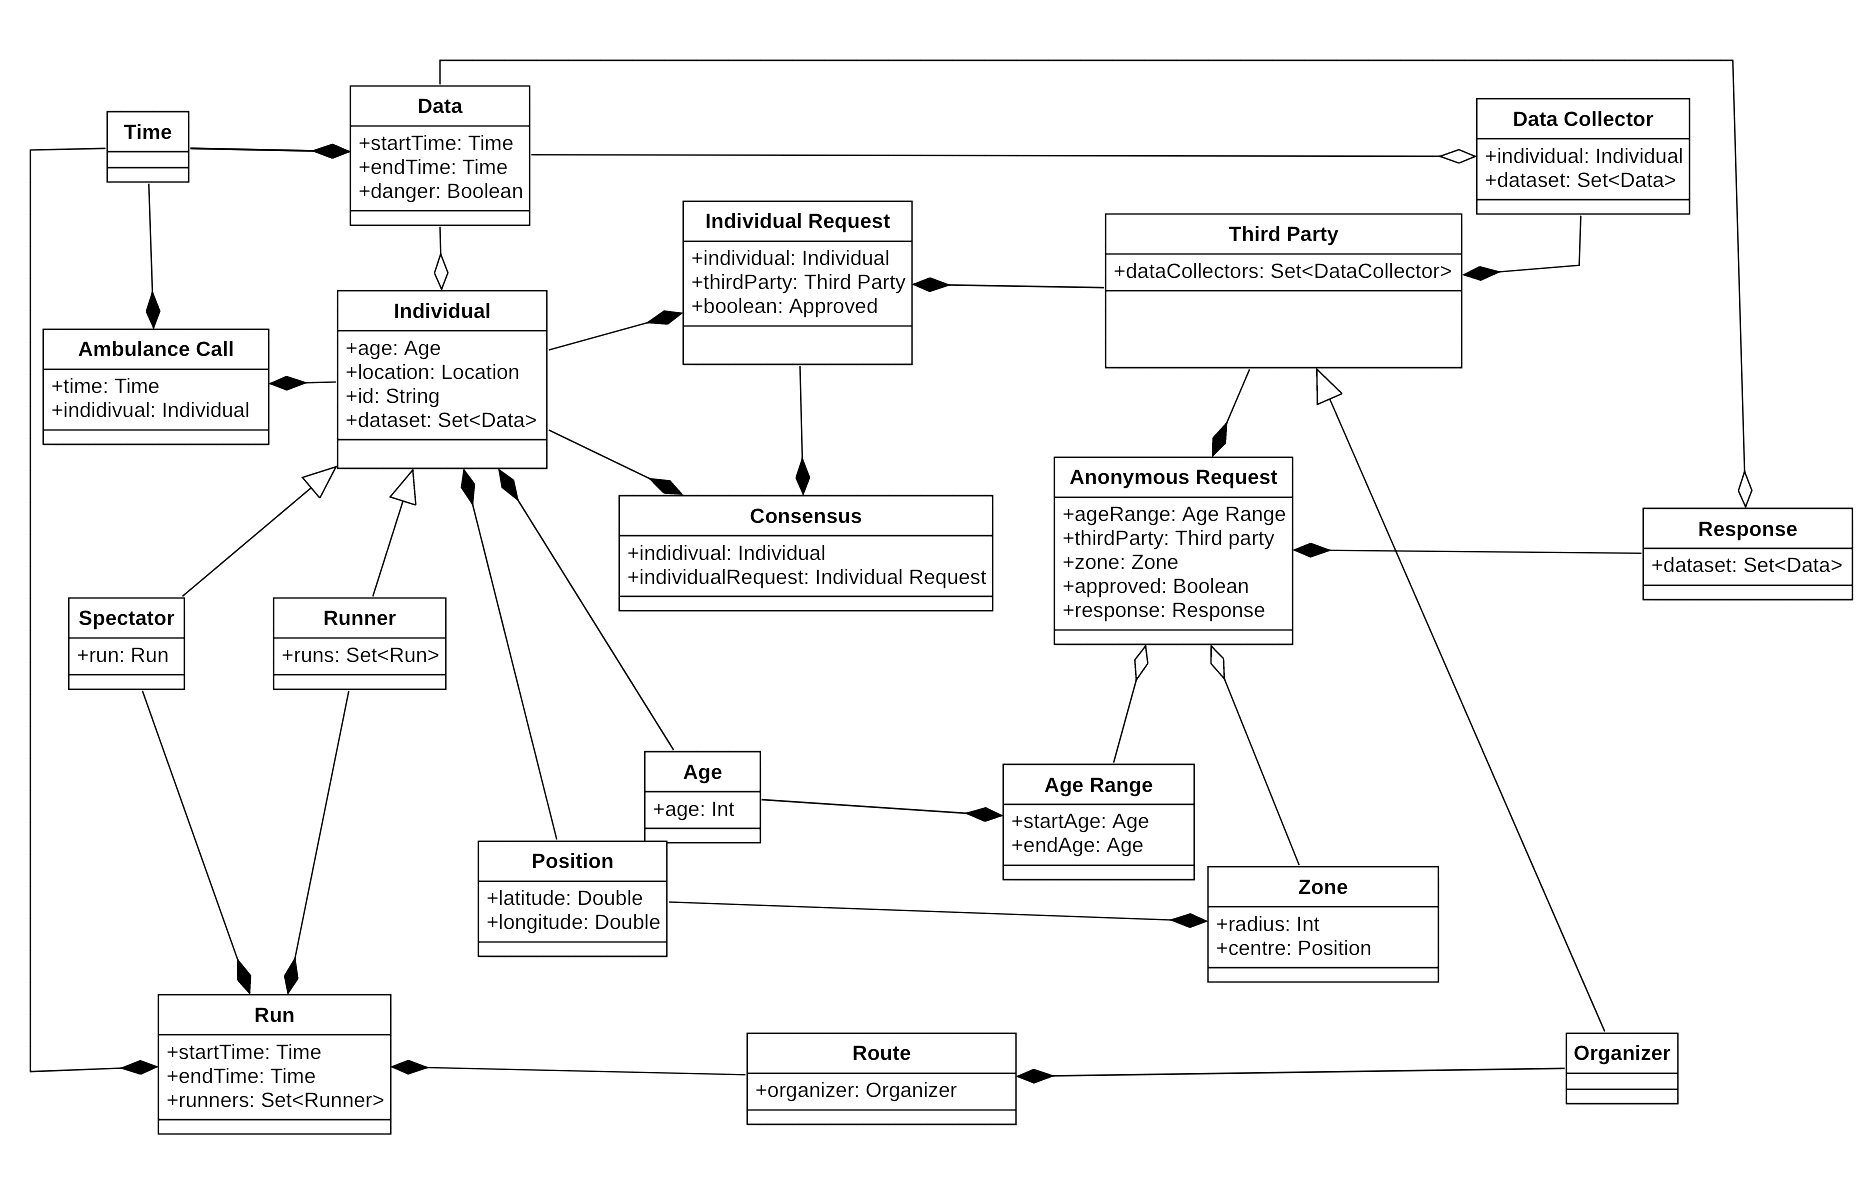 Data
+startTime: Time
+endTime: Time
+danger: Boolean
Time
Data Collector
+individual: Individual
+dataset: Set<Data>
Individual Request
+individual: Individual
+thirdParty: Third Party
+boolean: Approved
Third Party
+dataCollectors: Set<DataCollector>
Individual
+age: Age
+location: Location
+id: String
+dataset: Set<Data>
Ambulance Call
+time: Time
+indidivual: Individual
Consensus
+indidivual: Individual
+individualRequest: Individual Request
Anonymous Request
+ageRange: Age Range
+thirdParty: Third party
+zone: Zone
+approved: Boolean
+response: Response
Response
+dataset: Set<Data>
Spectator
+run: Run
Runner
+runs: Set<Run>
Age
+age: Int
Age Range
+startAge: Age
+endAge: Age
Position
+latitude: Double
+longitude: Double
Zone
+radius: Int
+centre: Position
Run
+startTime: Time
+endTime: Time
+runners: Set<Runner>
Route
+organizer: Organizer
Organizer